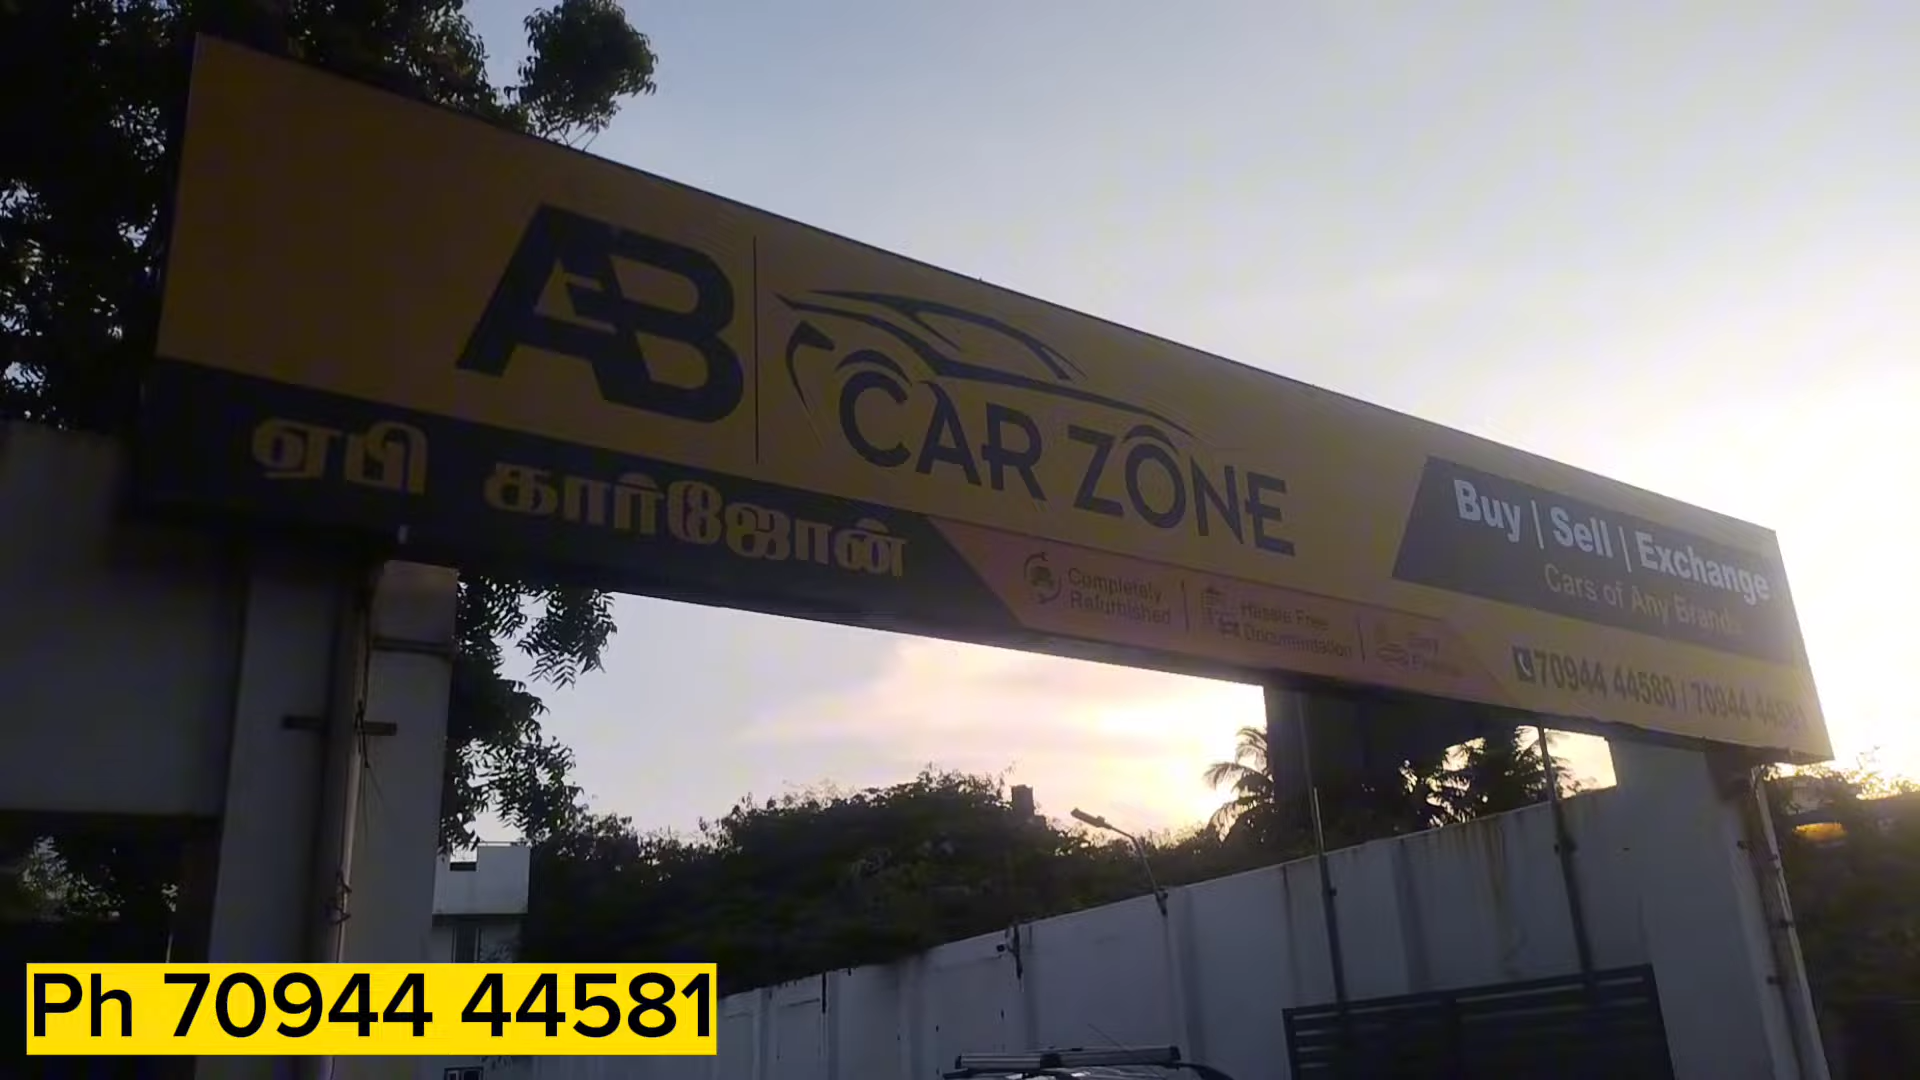 AB
CAR ZONE
ஏபி கார்ஜோன்
Completely
Refurbished
Hassle Free
Documentation
Easy
Buy | Sell | Exchange
Cars of Any Brands
70944 44580 / 70944 44581
Ph 70944 44581